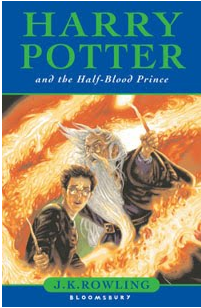 HARRY
POTTER
and the Half-Blood Prince
J.K.ROWLING
BLOOMSBURY